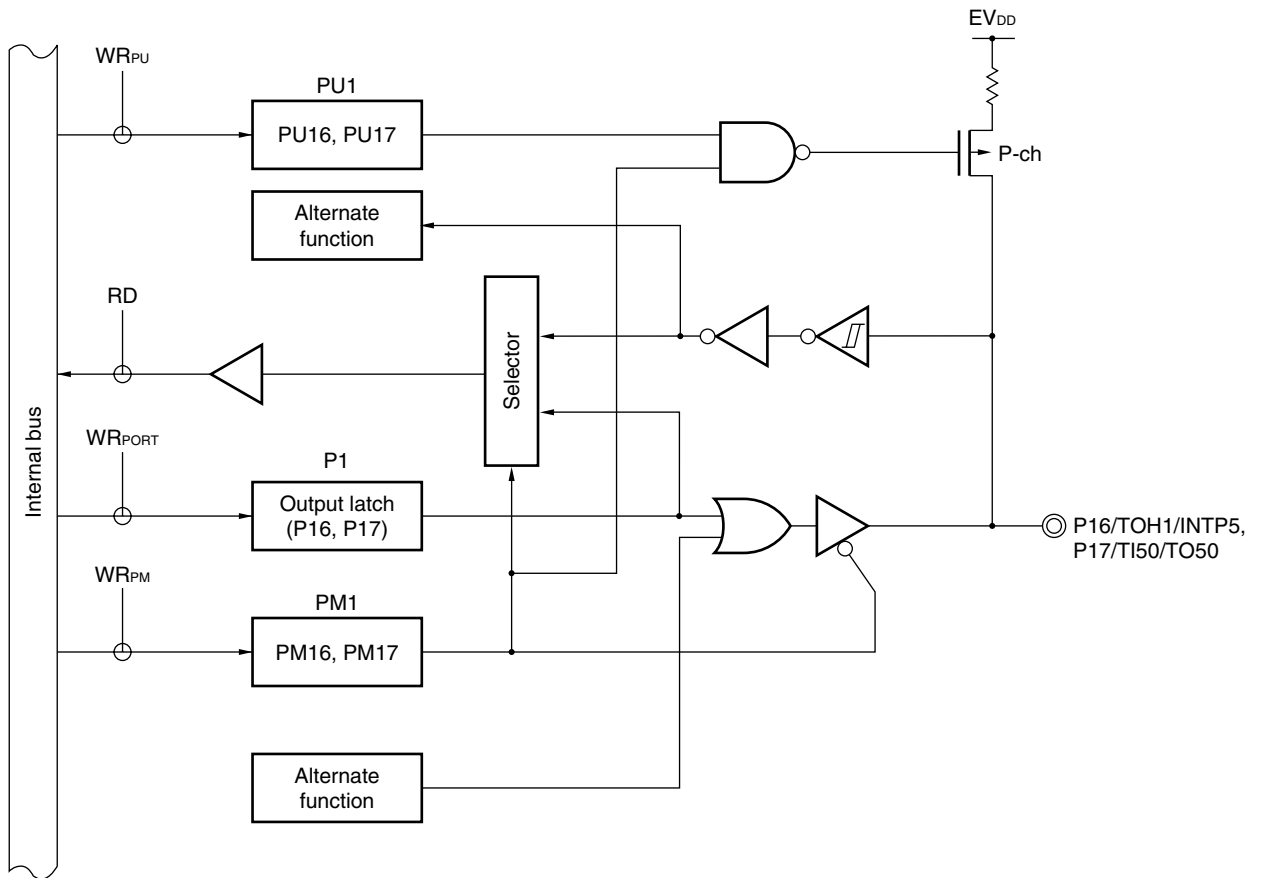 EVDD
WRPU
PU1
PU16, PU17
P-ch
Alternate
function
RD
Selector
Internal bus
WRPORT
P1
Output latch
(P16, P17)
P16/TOH1/INTP5,
P17/TI50/TO50
WRPM
PM1
PM16, PM17
Alternate
function